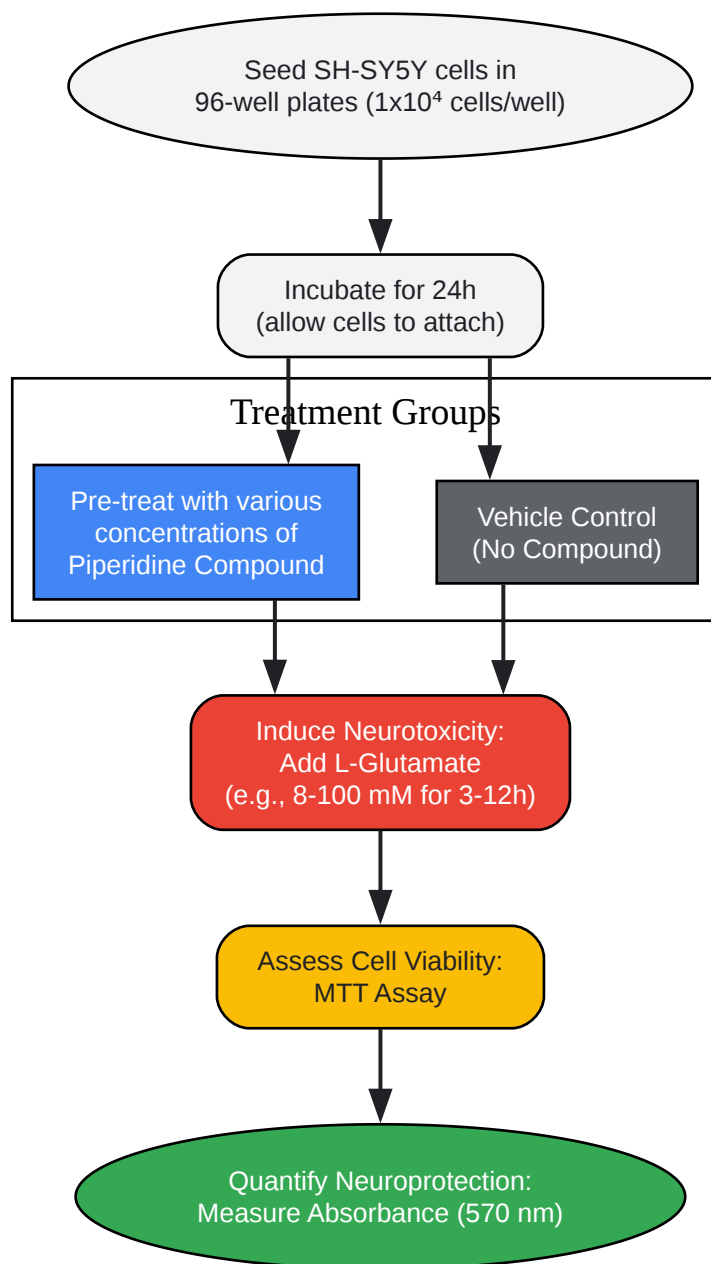 Seed SH-SY5Y cells in
96-well plates (1x10⁴ cells/well)
Incubate for 24h
(allow cells to attach)
Treatment Groups
Pre-treat with various
concentrations of
Piperidine Compound
Vehicle Control
(No Compound)
Induce Neurotoxicity:
Add L-Glutamate
(e.g., 8-100 mM for 3-12h)
Assess Cell Viability:
MTT Assay
Quantify Neuroprotection:
Measure Absorbance (570 nm)